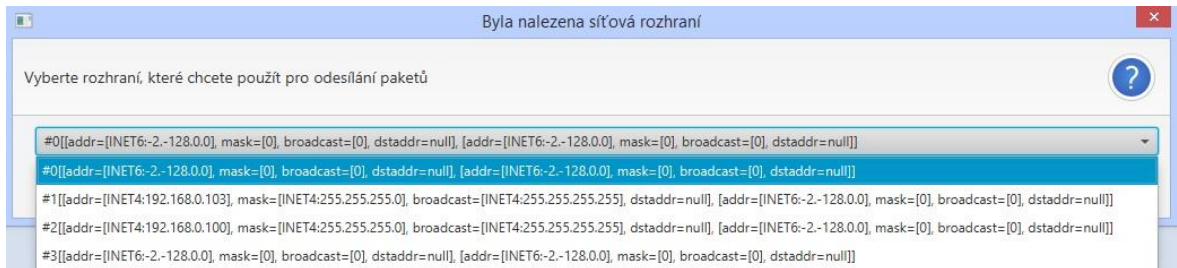 Byla nalezena síťová rozhraní
Vyberte rozhraní, které chcete použít pro odesílání paketů
#0[[addr=[INET6:-2.-128.0.0], mask=[0], broadcast=[0], dstaddr=null], [addr=[INET6:-2.-128.0.0], mask=[0], broadcast=[0], dstaddr=null]]
#0[[addr=[INET6:-2.-128.0.0], mask=[0], broadcast=[0], dstaddr=null], [addr=[INET6:-2.-128.0.0], mask=[0], broadcast=[0], dstaddr=null]]
#1[[addr=[INET4:192.168.0.103], mask=[INET4:255.255.255.0], broadcast=[INET4:255.255.255.255], dstaddr=null], [addr=[INET6:-2.-128.0.0], mask=[0], broadcast=[0], dstaddr=null]]
#2[[addr=[INET4:192.168.0.100], mask=[INET4:255.255.255.0], broadcast=[INET4:255.255.255.255], dstaddr=null], [addr=[INET6:-2.-128.0.0], mask=[0], broadcast=[0], dstaddr=null]]
#3[[addr=[INET6:-2.-128.0.0], mask=[0], broadcast=[0], dstaddr=null], [addr=[INET6:-2.-128.0.0], mask=[0], broadcast=[0], dstaddr=null]]